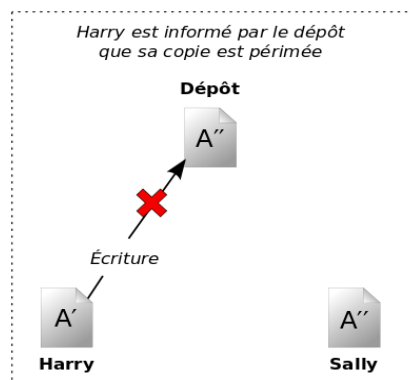 Harry est informé par le dépôt
que sa copie est périmée
Dépôt
A′′
Écriture
A′
A′′
Harry
Sally